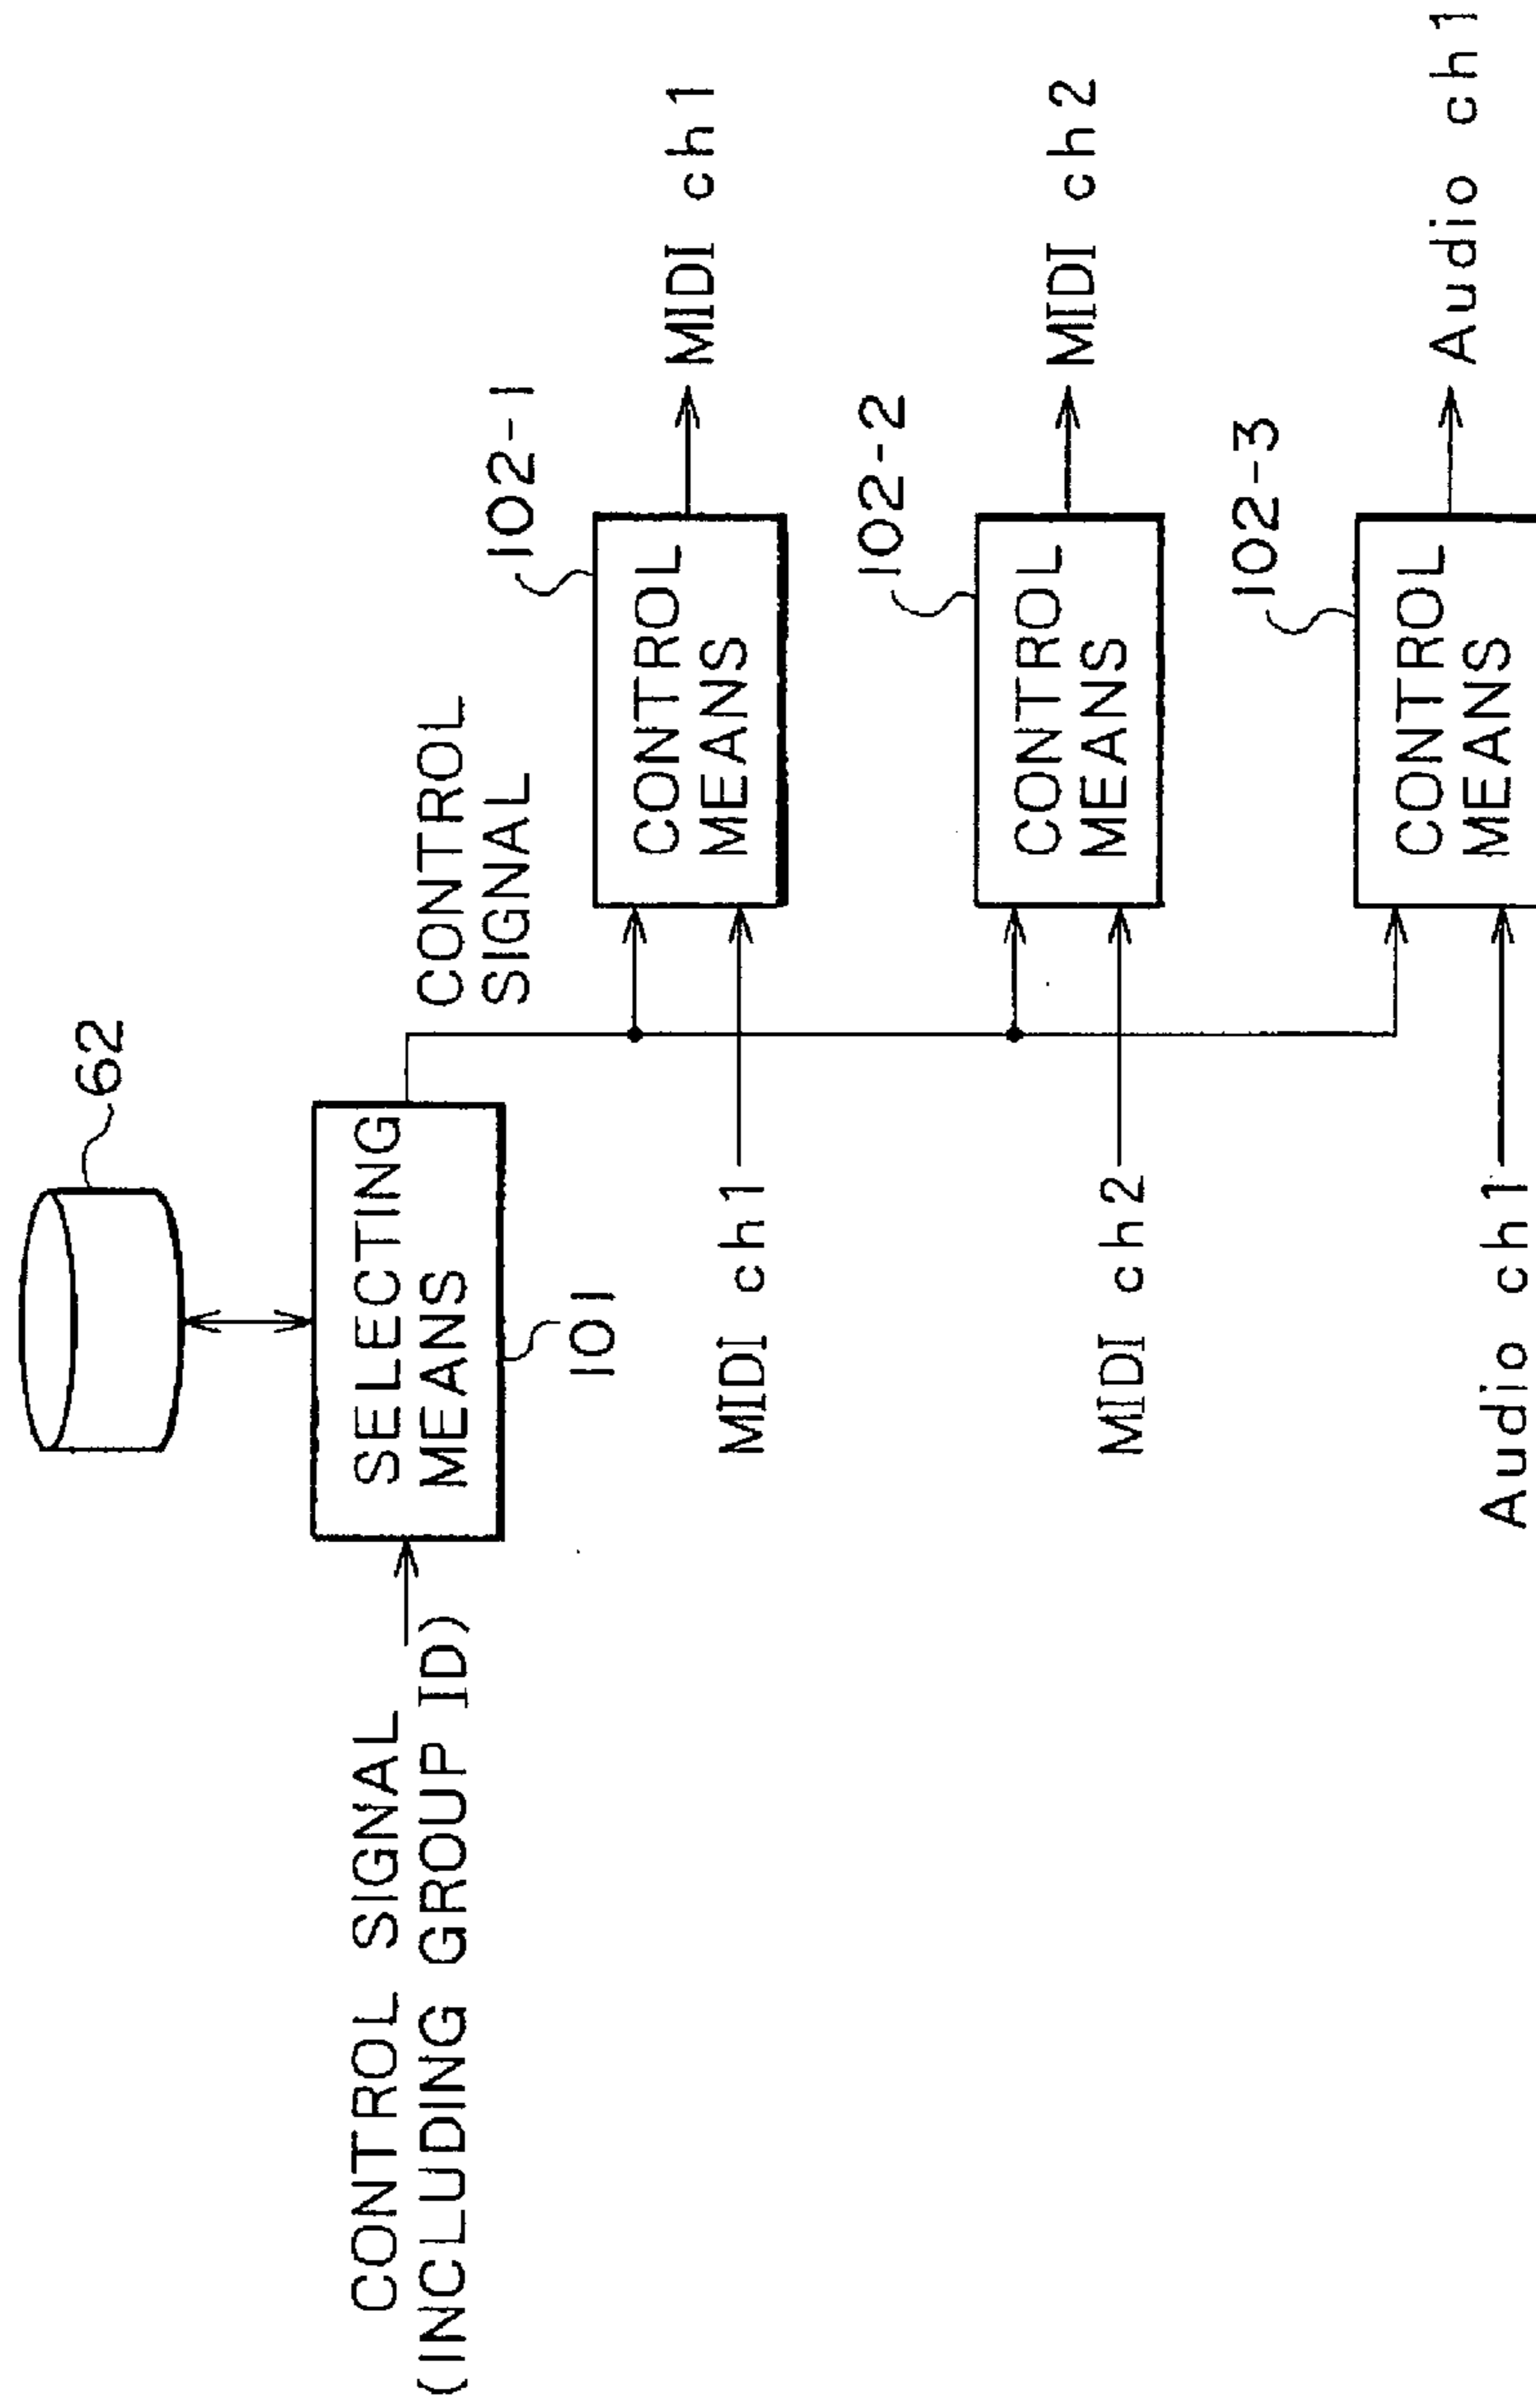 62
CONTROL SIGNAL
(INCLUDING GROUP ID)
SELECTING
MEANS
101
CONTROL
SIGNAL
102-1
CONTROL
MEANS
MIDI ch1
MIDI ch1
102-2
CONTROL
MEANS
MIDI ch2
MIDI ch2
102-3
CONTROL
MEANS
Audio ch1
Audio ch1